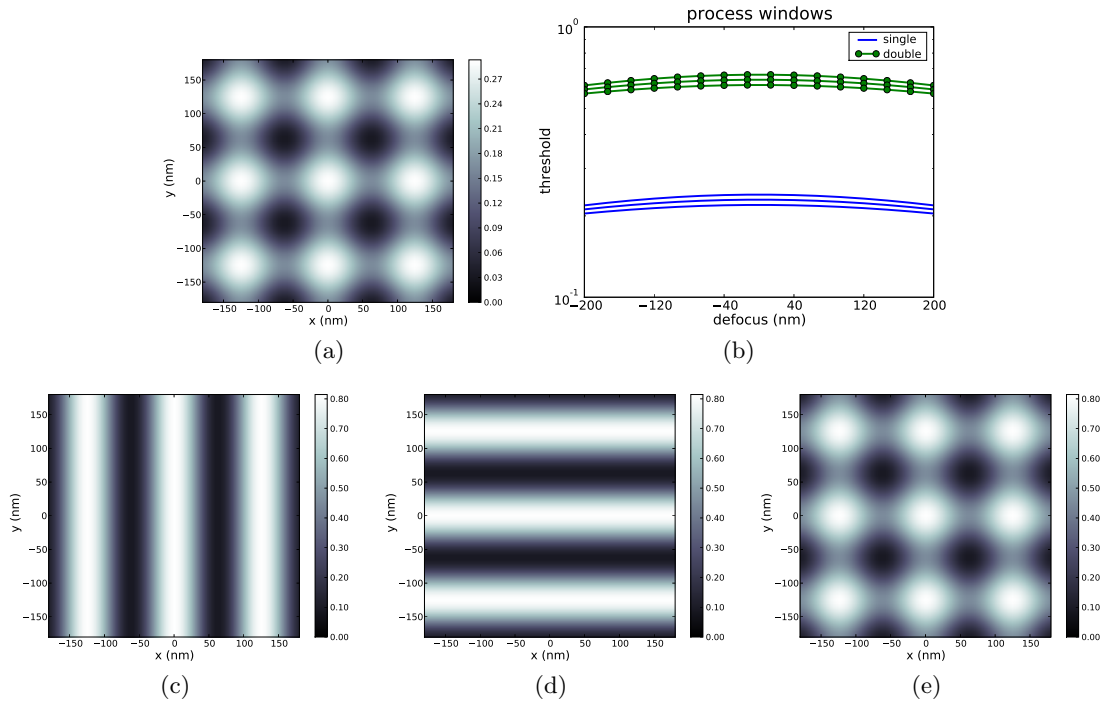 process windows
10^0
single
double
threshold
10^-1
−200 −120 −40 40 120 200
defocus (nm)
150
100
50
0
−50
−100
−150
y (nm)
−150 −100 −50 0 50 100 150
x (nm)
0.27
0.24
0.21
0.18
0.15
0.12
0.09
0.06
0.03
0.00
(a)
(b)
150
100
50
0
−50
−100
−150
y (nm)
−150 −100 −50 0 50 100 150
x (nm)
0.80
0.70
0.60
0.50
0.40
0.30
0.20
0.10
0.00
(c)
150
100
50
0
−50
−100
−150
y (nm)
−150 −100 −50 0 50 100 150
x (nm)
0.80
0.70
0.60
0.50
0.40
0.30
0.20
0.10
0.00
(d)
150
100
50
0
−50
−100
−150
y (nm)
−150 −100 −50 0 50 100 150
x (nm)
0.80
0.70
0.60
0.50
0.40
0.30
0.20
0.10
0.00
(e)